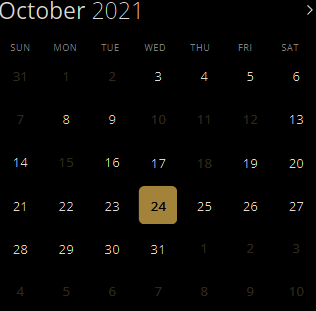 October 2021 >
SUN MON TUE WED THU FRI SAT
31 1 2 3 4 5 6
7 8 9 10 11 12 13
14 15 16 17 18 19 20
21 22 23 24 25 26 27
28 29 30 31 1 2 3
4 5 6 7 8 9 10